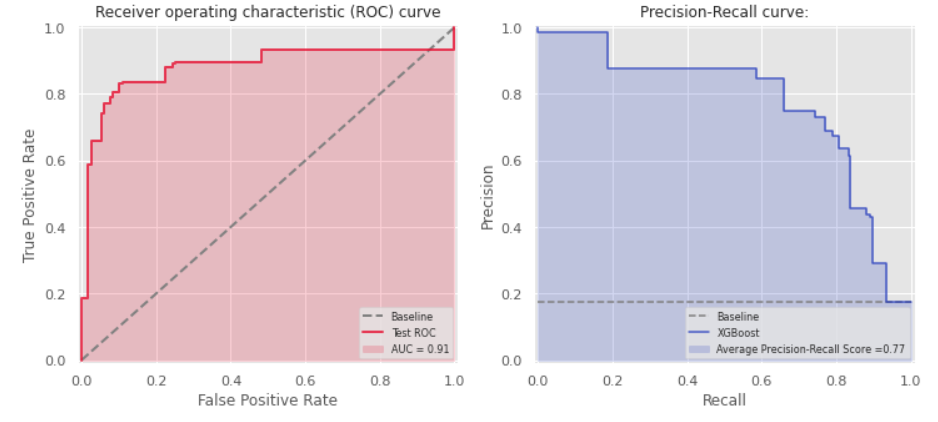 Receiver operating characteristic (ROC) curve
True Positive Rate
1.0
0.8
0.6
0.4
0.2
0.0
0.0 0.2 0.4 0.6 0.8 1.0
False Positive Rate
Baseline
Test ROC
AUC = 0.91
Precision-Recall curve:
Precision
1.0
0.8
0.6
0.4
0.2
0.0
0.0 0.2 0.4 0.6 0.8 1.0
Recall
Baseline
XGBoost
Average Precision-Recall Score =0.77